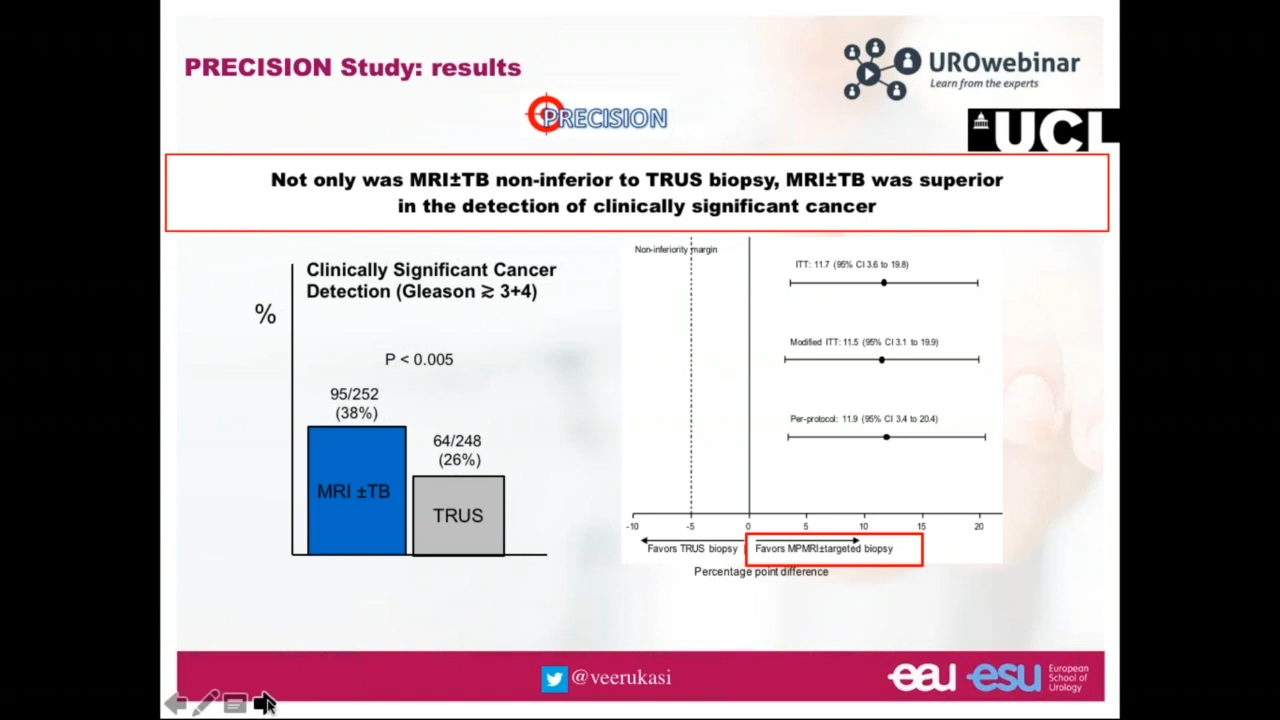 PRECISION Study: results
UROwebinar
Learn from the experts
PRECISION
UCL
Not only was MRI±TB non-inferior to TRUS biopsy, MRI±TB was superior
in the detection of clinically significant cancer
Clinically Significant Cancer
Detection (Gleason ≳ 3+4)
%
P < 0.005
95/252
(38%)
64/248
(26%)
MRI ±TB
TRUS
Non-inferiority margin
ITT: 11.7 (95% CI 3.6 to 19.8)
Modified ITT: 11.5 (95% CI 3.1 to 19.9)
Per-protocol: 11.9 (95% CI 3.4 to 20.4)
-10 -5 0 5 10 15 20
Favors TRUS biopsy Favors MPMRI±targeted biopsy
Percentage point difference
@veerukasi
eau esu European
School of
Urology